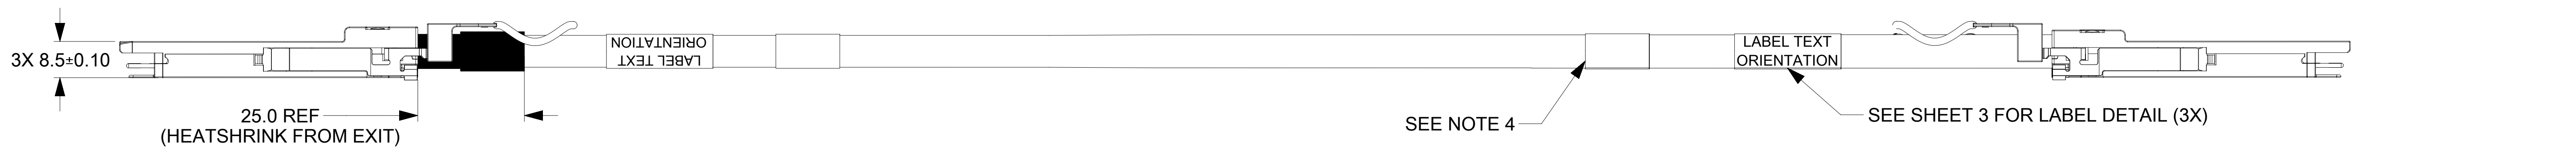 3X 8.5±0.10
25.0 REF
(HEATSHRINK FROM EXIT)
LABEL TEXT
ORIENTATION
SEE NOTE 4
LABEL TEXT
ORIENTATION
SEE SHEET 3 FOR LABEL DETAIL (3X)